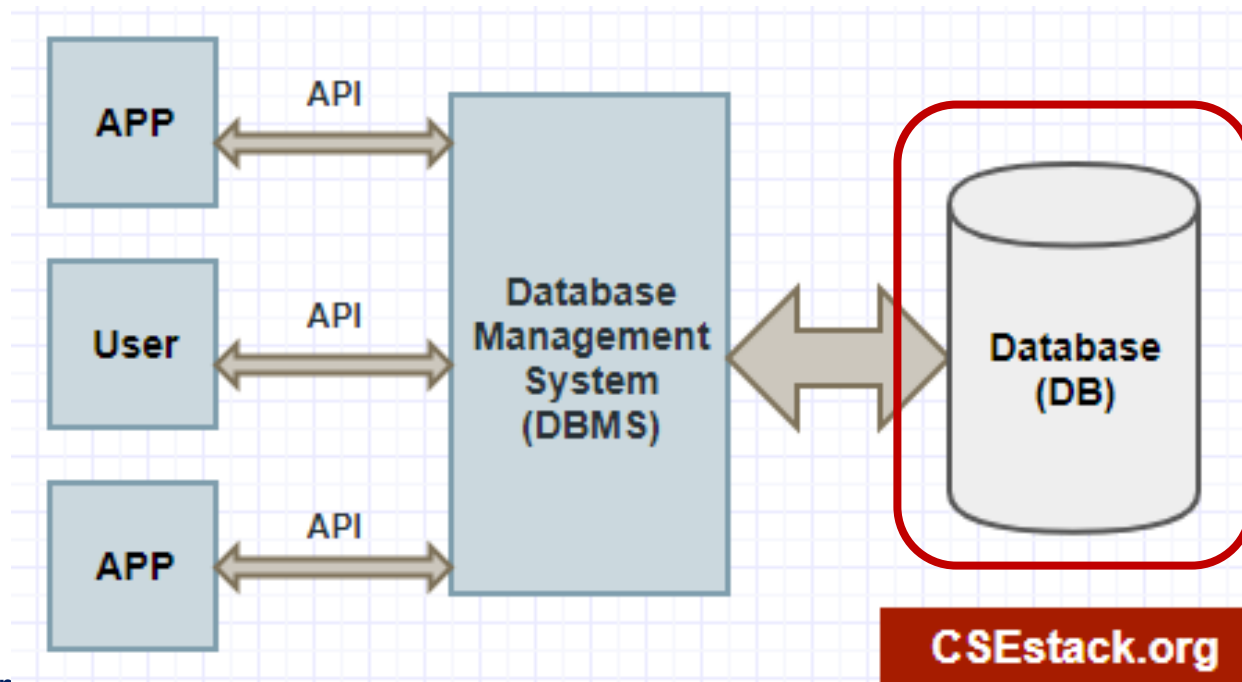 APP
API
User
API
APP
API
Database
Management
System
(DBMS)
Database
(DB)
CSEstack.org